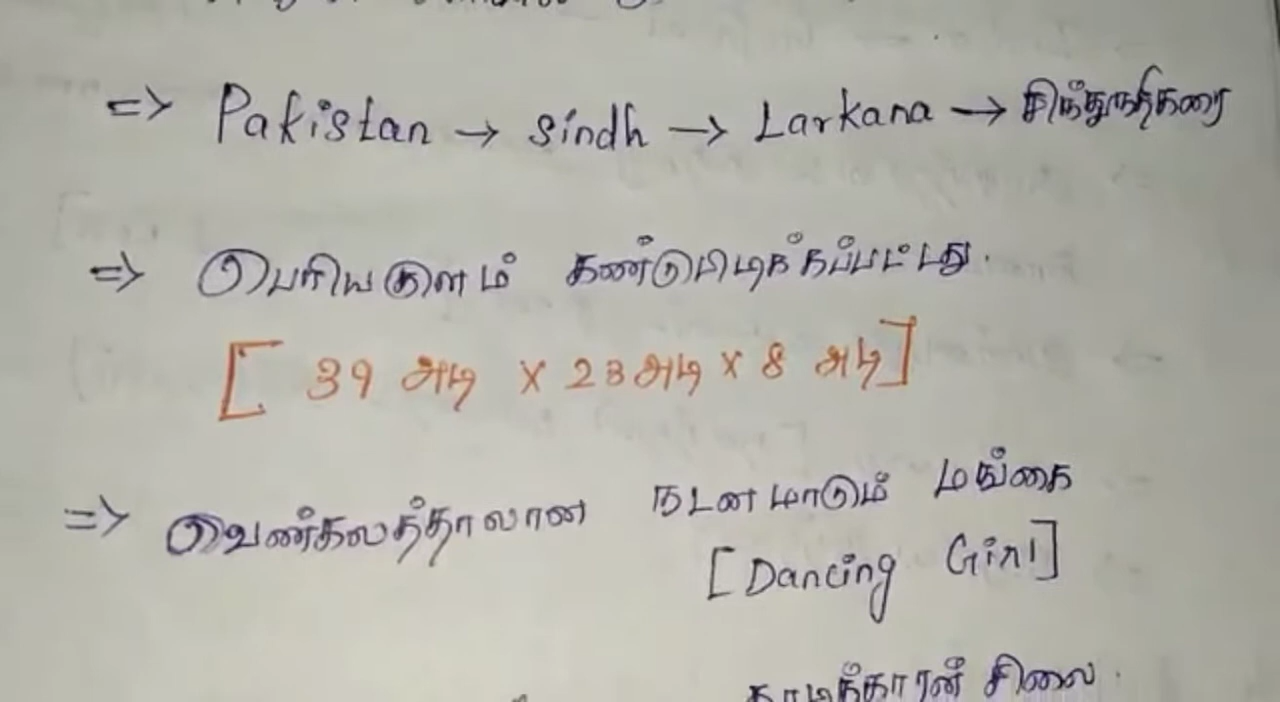 => Pakistan → sindh → Larkana → சிந்துநதிகரை
=> பெரியகுளம் கண்டுபிடிக்கப்பட்டது.
[ 39 அடி x 23 அடி x 8 அடி]
=> வெண்கலத்தாலான நடனமாடும் மங்கை
[Dancing Girl]
தாடிக்காரன் சிலை.